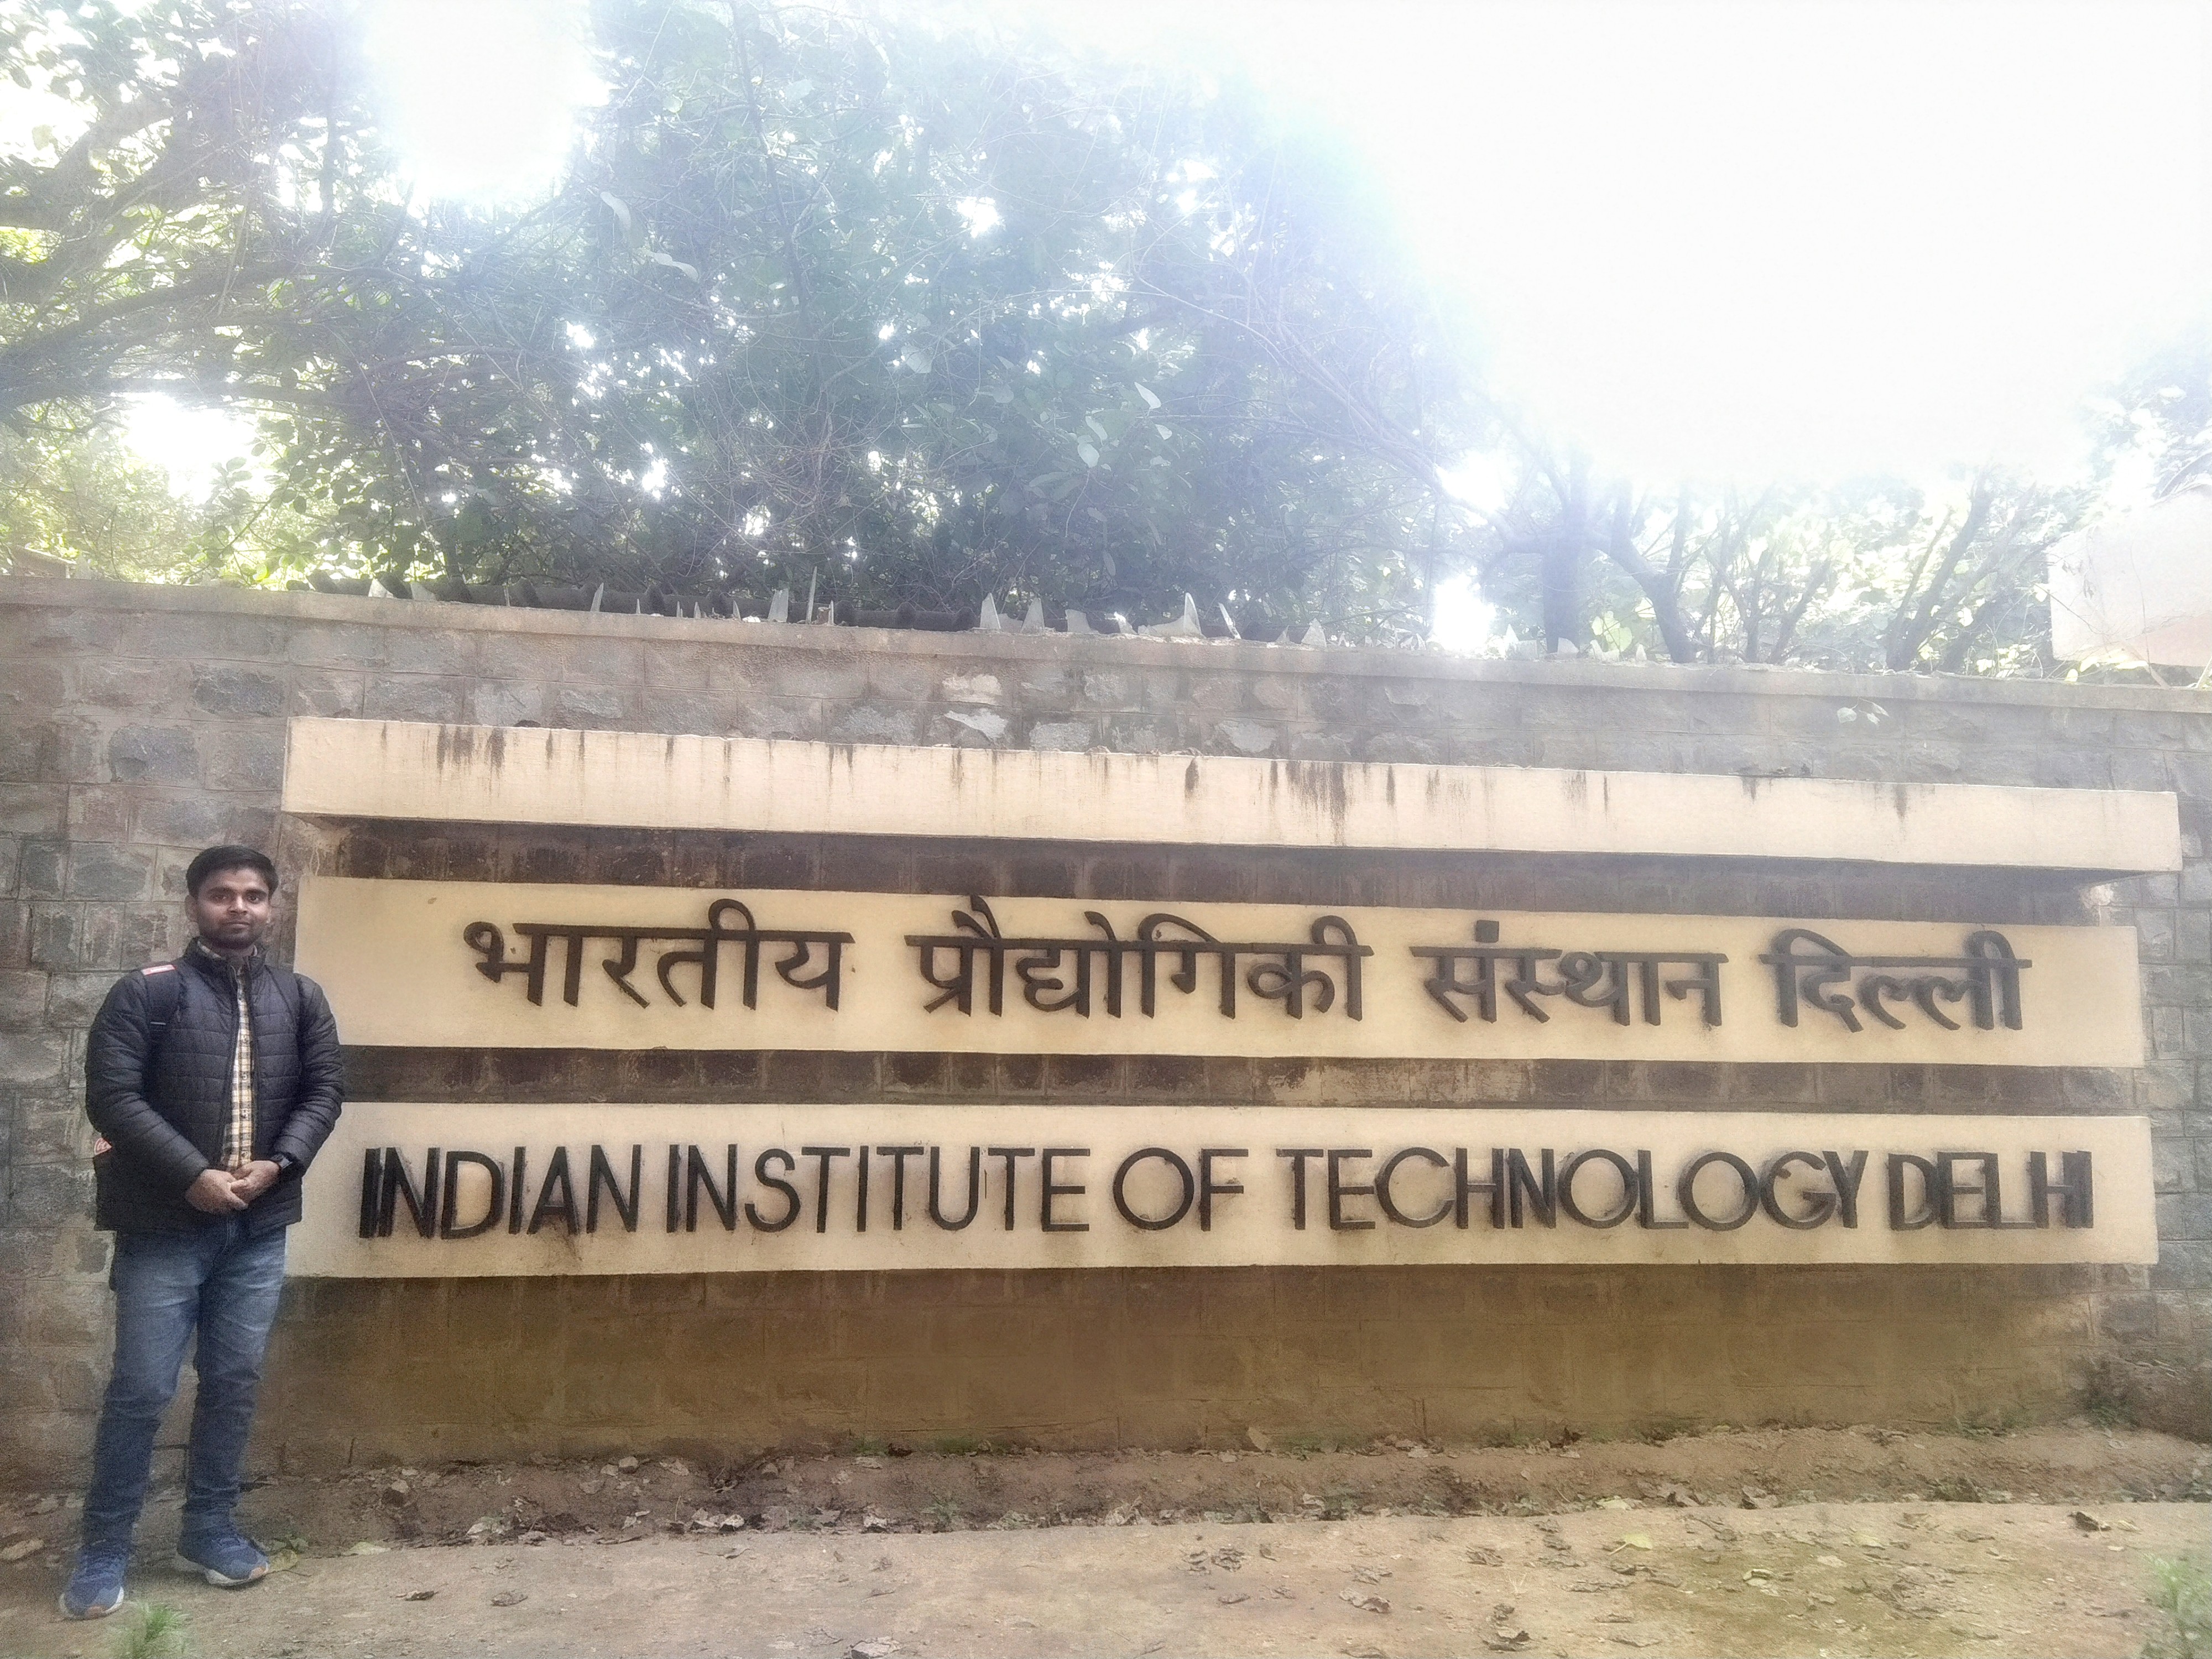 भारतीय प्रौद्योगिकी संस्थान दिल्ली
INDIAN INSTITUTE OF TECHNOLOGY DELHI